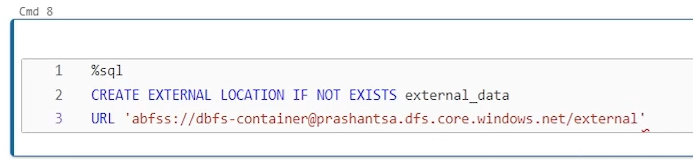 Cmd 8
1 %sql
2 CREATE EXTERNAL LOCATION IF NOT EXISTS external_data
3 URL 'abfss://dbfs-container@prashantsa.dfs.core.windows.net/external'